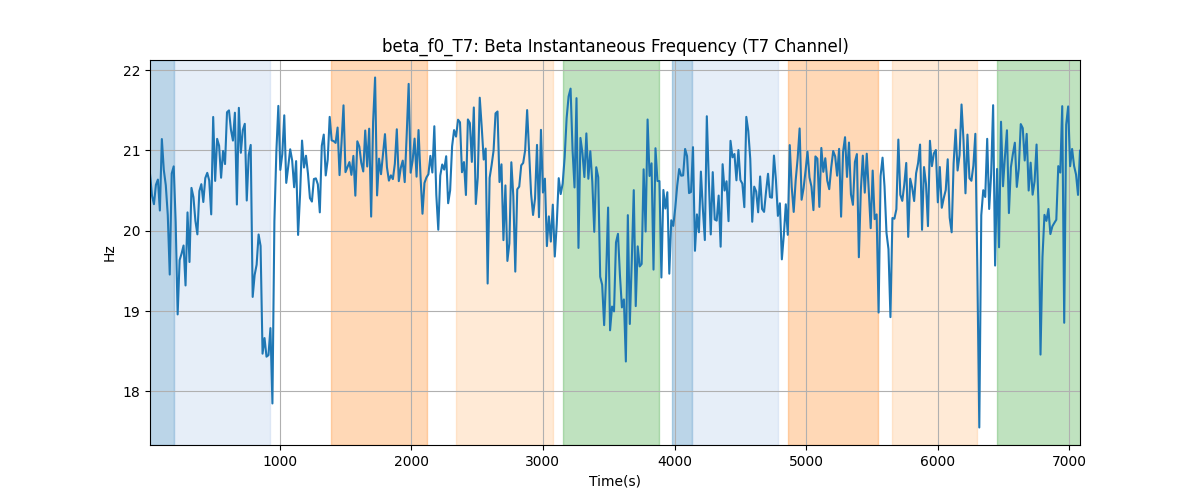 beta_f0_T7: Beta Instantaneous Frequency (T7 Channel)
22
21
20
19
18
Hz
1000 2000 3000 4000 5000 6000 7000
Time(s)